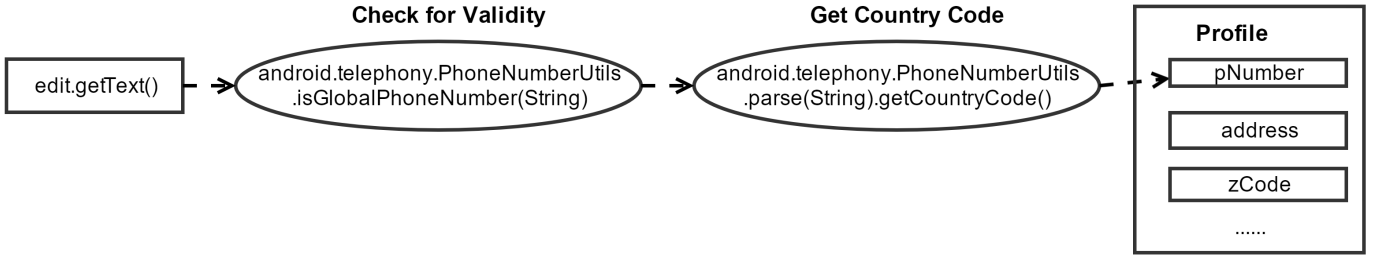 Check for Validity
Get Country Code
Profile
edit.getText()
android.telephony.PhoneNumberUtils
.isGlobalPhoneNumber(String)
android.telephony.PhoneNumberUtils
.parse(String).getCountryCode()
pNumber
address
zCode
......